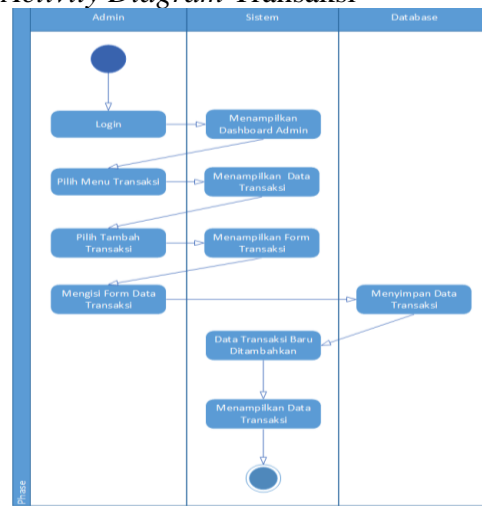 Activity Diagram Transaksi
Admin
Sistem
Database
Login
Menampilkan
Dashboard Admin
Pilih Menu Transaksi
Menampilkan Data
Transaksi
Pilih Tambah
Transaksi
Menampilkan Form
Transaksi
Mengisi Form Data
Transaksi
Menyimpan Data
Transaksi
Data Transaksi Baru
Ditambahkan
Menampilkan Data
Transaksi
Phase